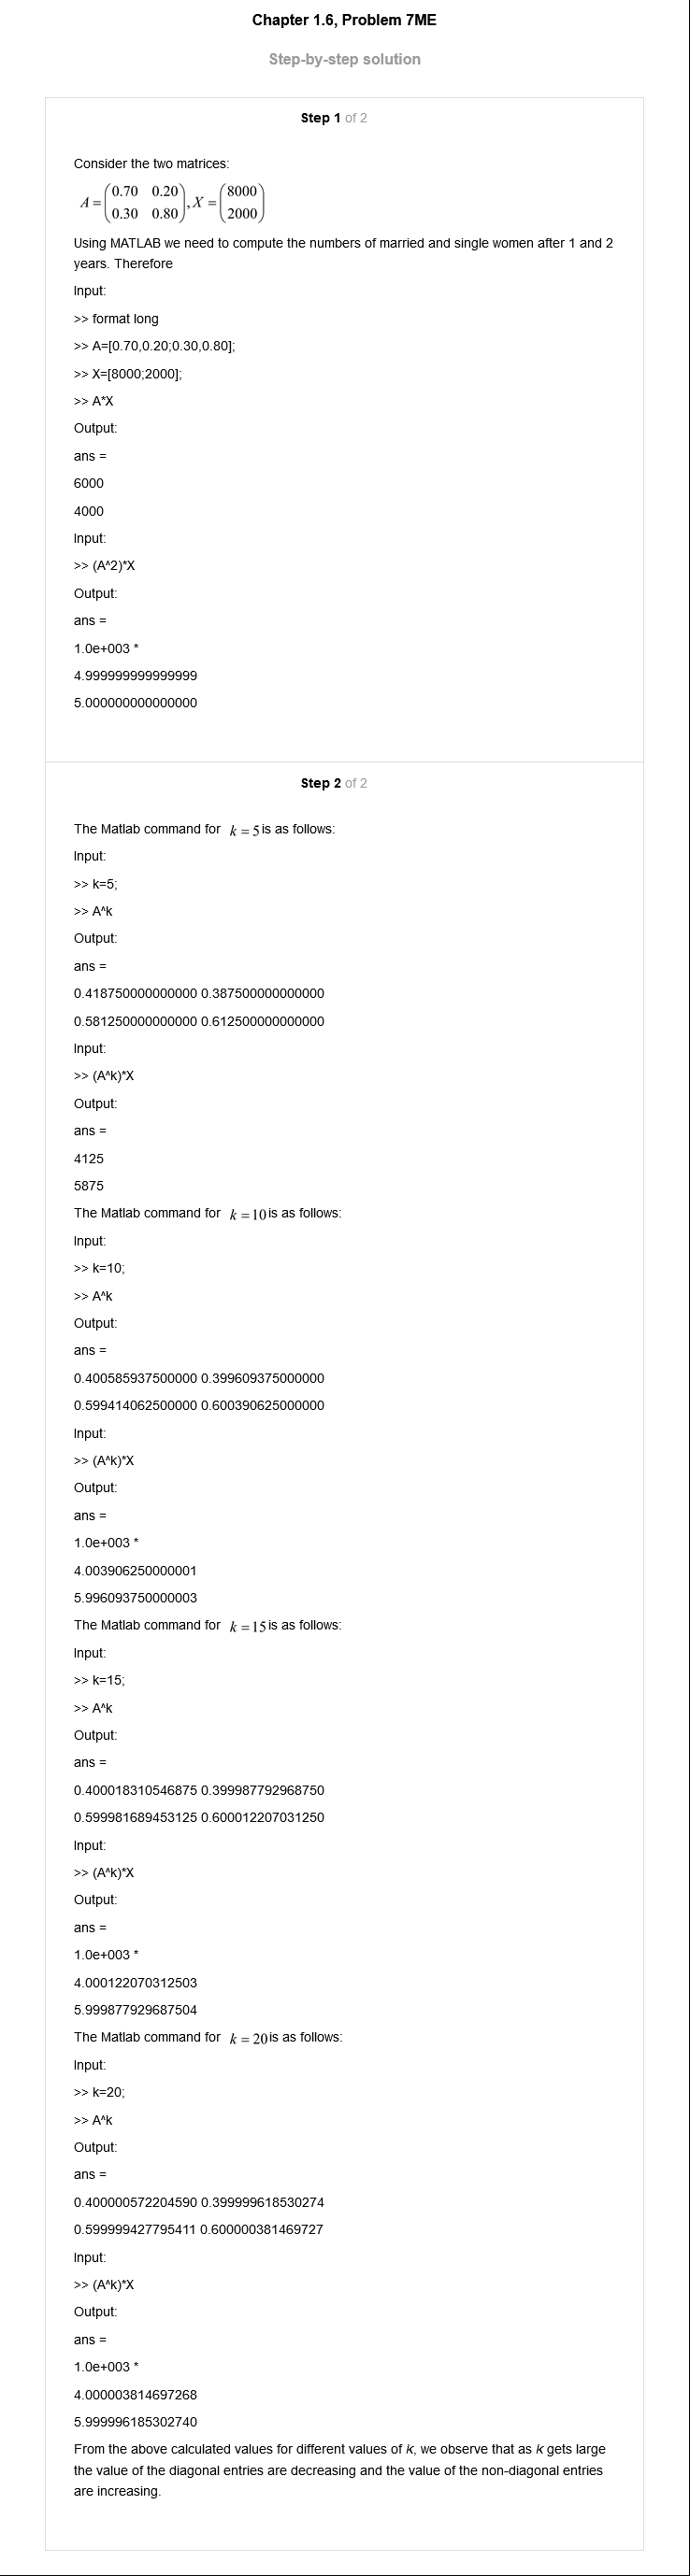 Chapter 1.6, Problem 7ME
Step-by-step solution
Step 1 of 2
Consider the two matrices:
A = (0.70 0.20
0.30 0.80), X = (8000
2000)
Using MATLAB we need to compute the numbers of married and single women after 1 and 2
years. Therefore
Input:
>> format long
>> A=[0.70,0.20;0.30,0.80];
>> X=[8000;2000];
>> A*X
Output:
ans =
6000
4000
Input:
>> (A^2)*X
Output:
ans =
1.0e+003 *
4.999999999999999
5.000000000000000
Step 2 of 2
The Matlab command for k = 5 is as follows:
Input:
>> k=5;
>> A^k
Output:
ans =
0.418750000000000 0.387500000000000
0.581250000000000 0.612500000000000
Input:
>> (A^k)*X
Output:
ans =
4125
5875
The Matlab command for k = 10 is as follows:
Input:
>> k=10;
>> A^k
Output:
ans =
0.400585937500000 0.399609375000000
0.599414062500000 0.600390625000000
Input:
>> (A^k)*X
Output:
ans =
1.0e+003 *
4.003906250000001
5.996093750000003
The Matlab command for k = 15 is as follows:
Input:
>> k=15;
>> A^k
Output:
ans =
0.400018310546875 0.399987792968750
0.599981689453125 0.600012207031250
Input:
>> (A^k)*X
Output:
ans =
1.0e+003 *
4.000122070312503
5.999877929687504
The Matlab command for k = 20 is as follows:
Input:
>> k=20;
>> A^k
Output:
ans =
0.400000572204590 0.399999618530274
0.599999427795411 0.600000381469727
Input:
>> (A^k)*X
Output:
ans =
1.0e+003 *
4.000003814697268
5.999996185302740
From the above calculated values for different values of k, we observe that as k gets large
the value of the diagonal entries are decreasing and the value of the non-diagonal entries
are increasing.